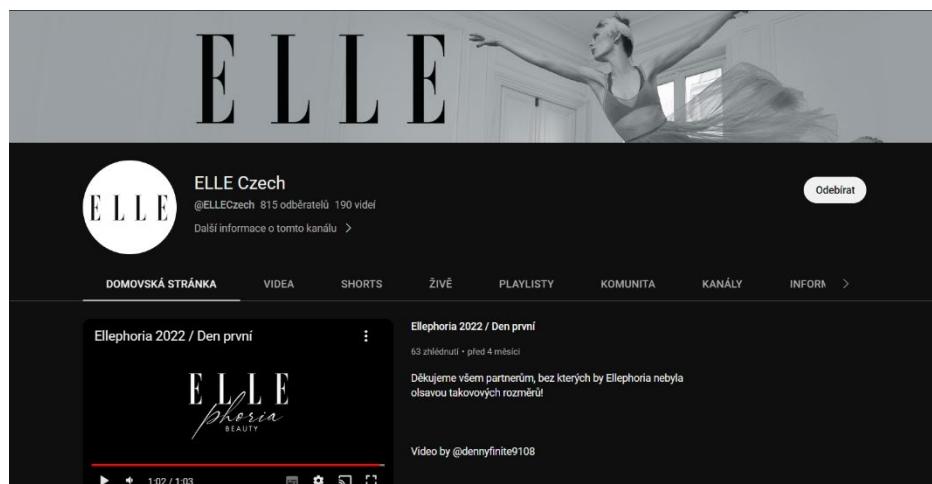 ELLE
ELLE
ELLE Czech
@ELLECzech 815 odběratelů 190 videí
Další informace o tomto kanálu
Odebírat
DOMOVSKÁ STRÁNKA VIDEA SHORTS ŽIVĚ PLAYLISTY KOMUNITA KANÁLY INFORM
Ellephoria 2022 / Den první
ELLE
phoria
BEAUTY
1:02 / 1:03
Ellephoria 2022 / Den první
63 zhlédnutí • před 4 měsíci
Děkujeme všem partnerům, bez kterých by Ellephoria nebyla
olsavou takovových rozměrů!
Video by @dennyfinite9108